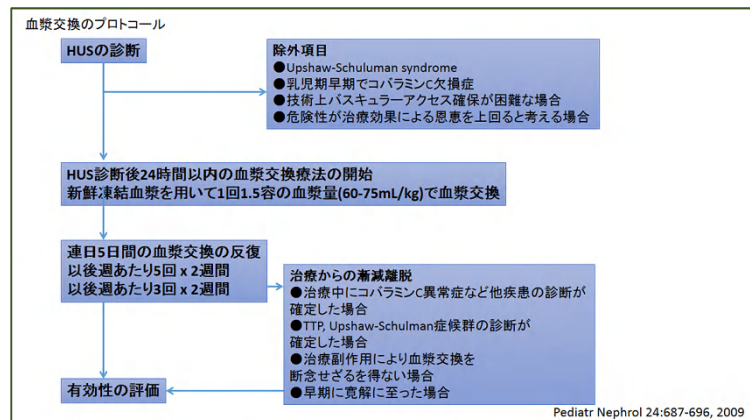 血漿交換のプロトコール
HUSの診断
除外項目
●Upshaw-Schuluman syndrome
●乳児期早期でコバラミンC欠損症
●技術上バスキュラーアクセス確保が困難な場合
●危険性が治療効果による恩恵を上回ると考える場合
HUS診断後24時間以内の血漿交換療法の開始
新鮮凍結血漿を用いて1回1.5容の血漿量(60-75mL/kg)で血漿交換
連日5日間の血漿交換の反復
以後週あたり5回 x 2週間
以後週あたり3回 x 2週間
治療からの漸減離脱
●治療中にコバラミンC異常症など他疾患の診断が
確定した場合
●TTP, Upshaw-Schulman症候群の診断が
確定した場合
●治療副作用により血漿交換を
断念せざるを得ない場合
●早期に寛解に至った場合
有効性の評価
Pediatr Nephrol 24:687-696, 2009